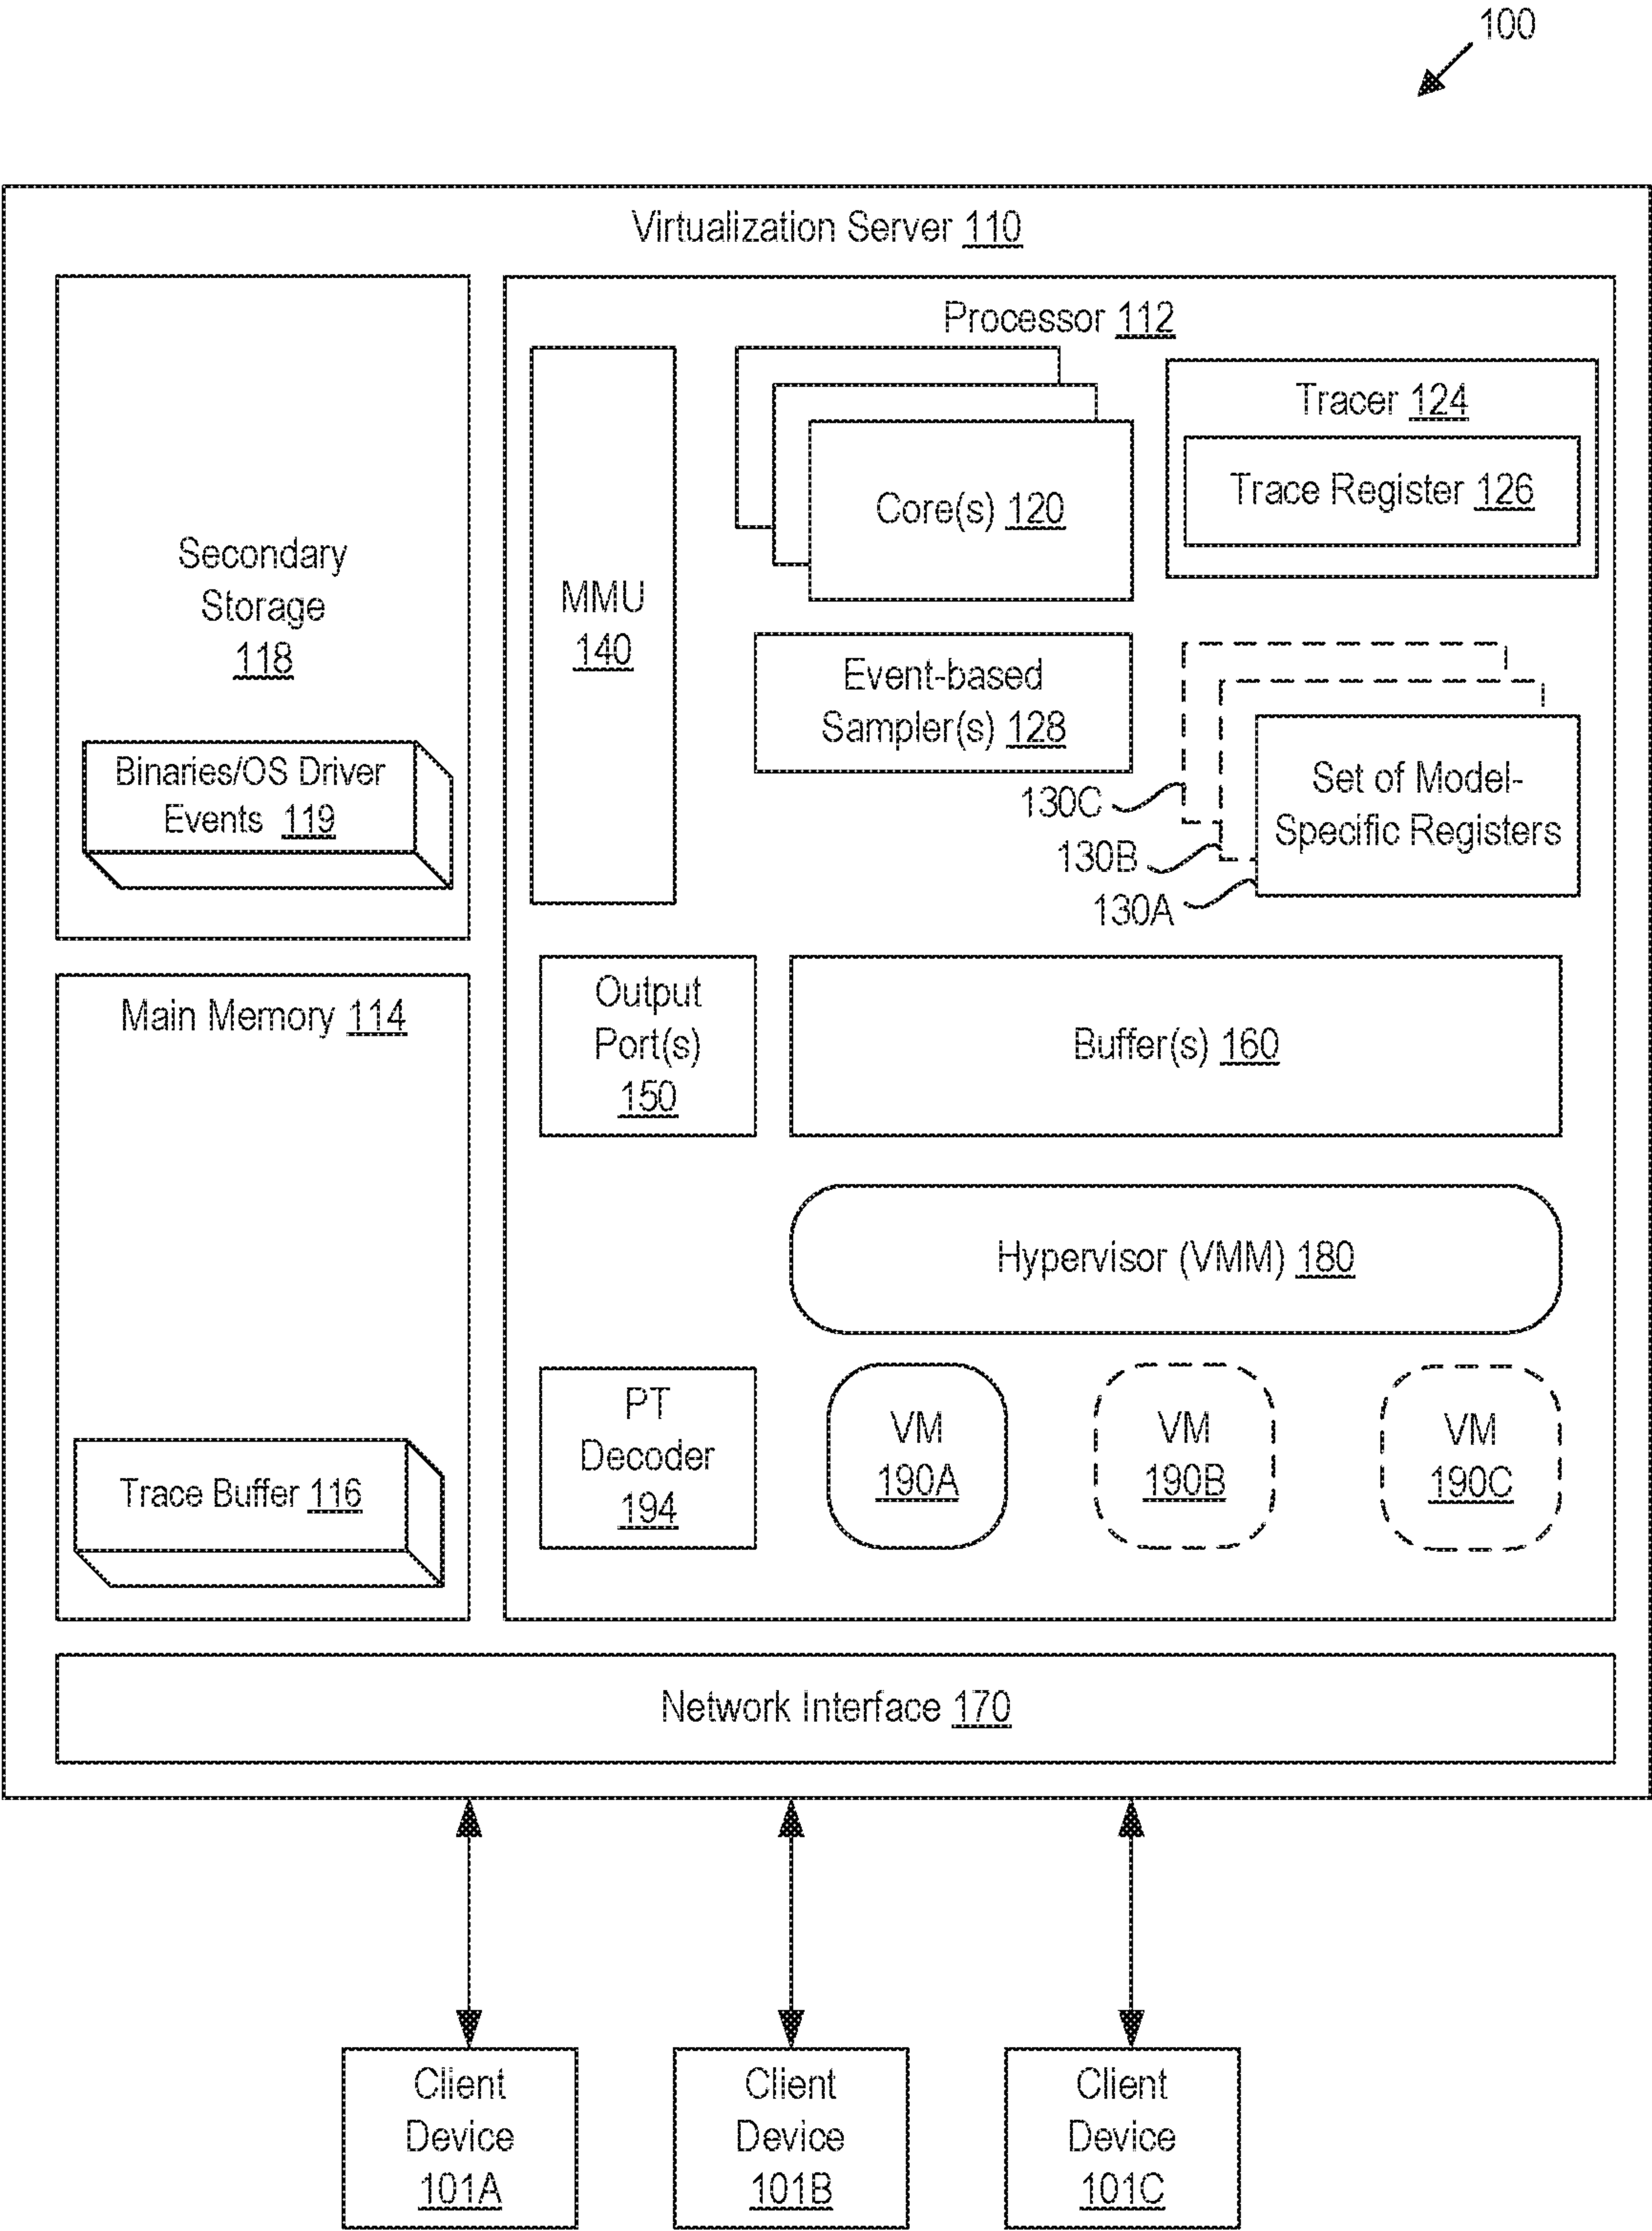 100
Virtualization Server 110
Secondary
Storage
118
Binaries/OS Driver
Events 119
Main Memory 114
Trace Buffer 116
Processor 112
MMU
140
Core(s) 120
Tracer 124
Trace Register 126
Event-based
Sampler(s) 128
130C
130B
130A
Set of Model-
Specific Registers
Output
Port(s)
150
Buffer(s) 160
Hypervisor (VMM) 180
PT
Decoder
194
VM
190A
VM
190B
VM
190C
Network Interface 170
Client
Device
101A
Client
Device
101B
Client
Device
101C